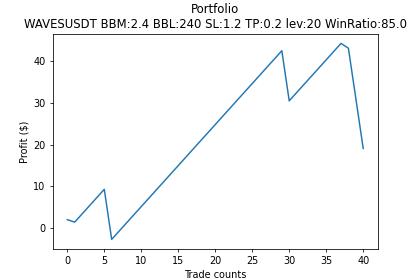 Portfolio
WAVESUSDT BBM:2.4 BBL:240 SL:1.2 TP:0.2 lev:20 WinRatio:85.0
40
30
20
10
0
Profit ($)
0 5 10 15 20 25 30 35 40
Trade counts